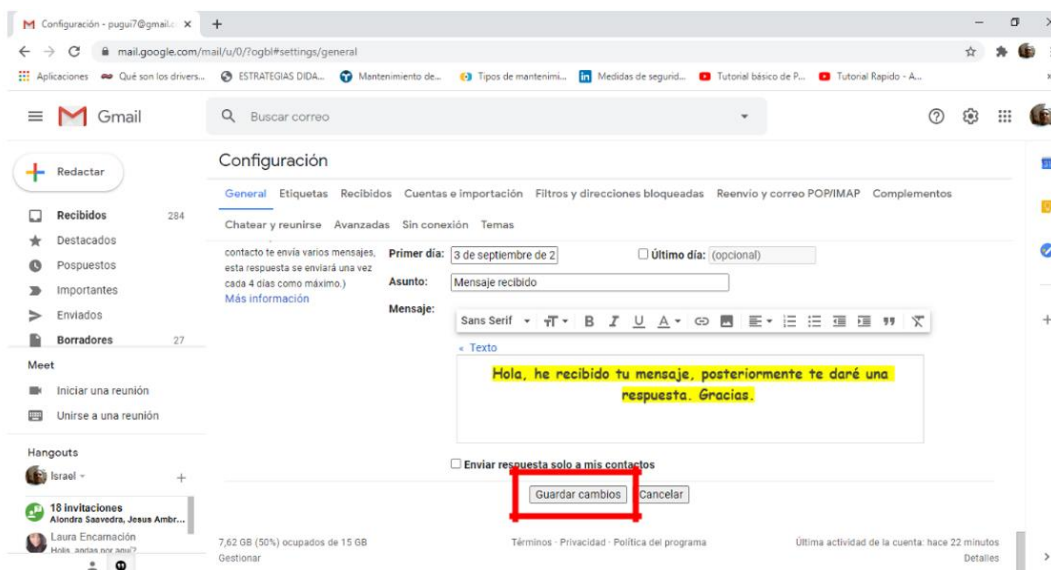 Configuración - pugui7@gmail.c
mail.google.com/mail/u/0/?ogbl#settings/general
Aplicaciones Qué son los drivers... ESTRATEGIAS DIDA... Mantenimiento de... Tipos de mantenimi... Medidas de segurid... Tutorial básico de P... Tutorial Rapido - A...
Gmail
Buscar correo
Redactar
Recibidos 284
Destacados
Pospuestos
Importantes
Enviados
Borradores 27
Meet
Iniciar una reunión
Unirse a una reunión
Hangouts
Israel
18 invitaciones
Alondra Saavedra, Jesus Ambr...
Laura Encarnación
Hola, andas por aquí?
Configuración
General Etiquetas Recibidos Cuentas e importación Filtros y direcciones bloqueadas Reenvío y correo POP/IMAP Complementos
Chatear y reunirse Avanzadas Sin conexión Temas
contacto te envía varios mensajes,
esta respuesta se enviará una vez
cada 4 días como máximo.)
Más información
Primer día: 3 de septiembre de 2 Último día: (opcional)
Asunto: Mensaje recibido
Mensaje:
Sans Serif
« Texto
Hola, he recibido tu mensaje, posteriormente te daré una
respuesta. Gracias.
Enviar respuesta solo a mis contactos
Guardar cambios Cancelar
7,62 GB (50%) ocupados de 15 GB
Gestionar
Términos · Privacidad · Política del programa
Última actividad de la cuenta: hace 22 minutos
Detalles